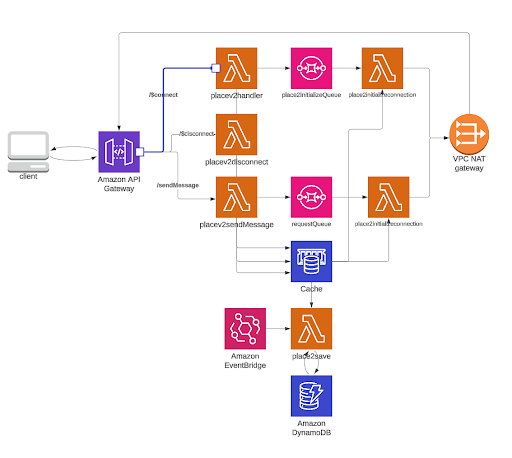 /$connect
placev2handler
place2InitializeQueue
place2initializeconnection
/$disconnect
client
Amazon API
Gateway
placev2disconnect
VPC NAT
gateway
/sendMessage
placev2sendMessage
requestQueue
place2initializeconnection
Cache
Amazon
EventBridge
place2save
Amazon
DynamoDB